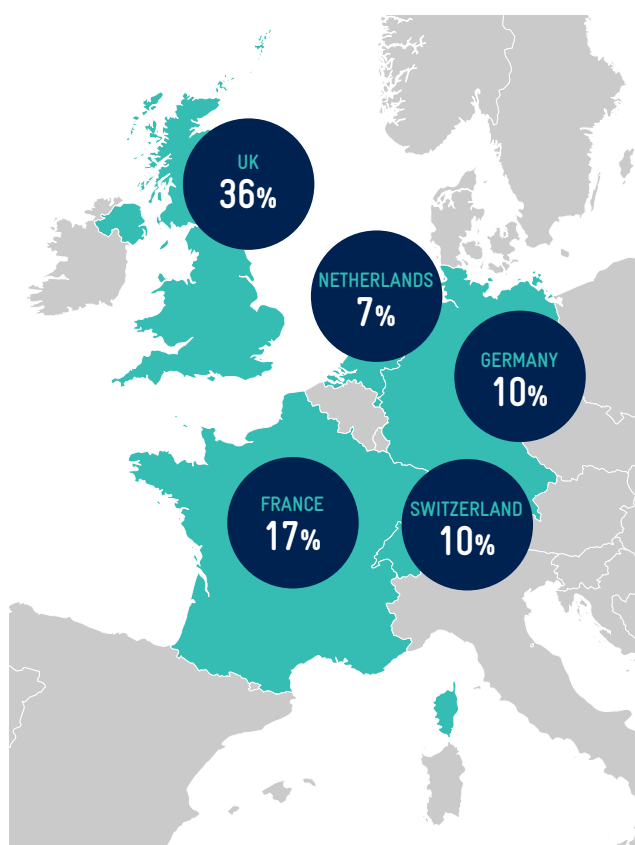 UK
36%
NETHERLANDS
7%
GERMANY
10%
FRANCE
17%
SWITZERLAND
10%